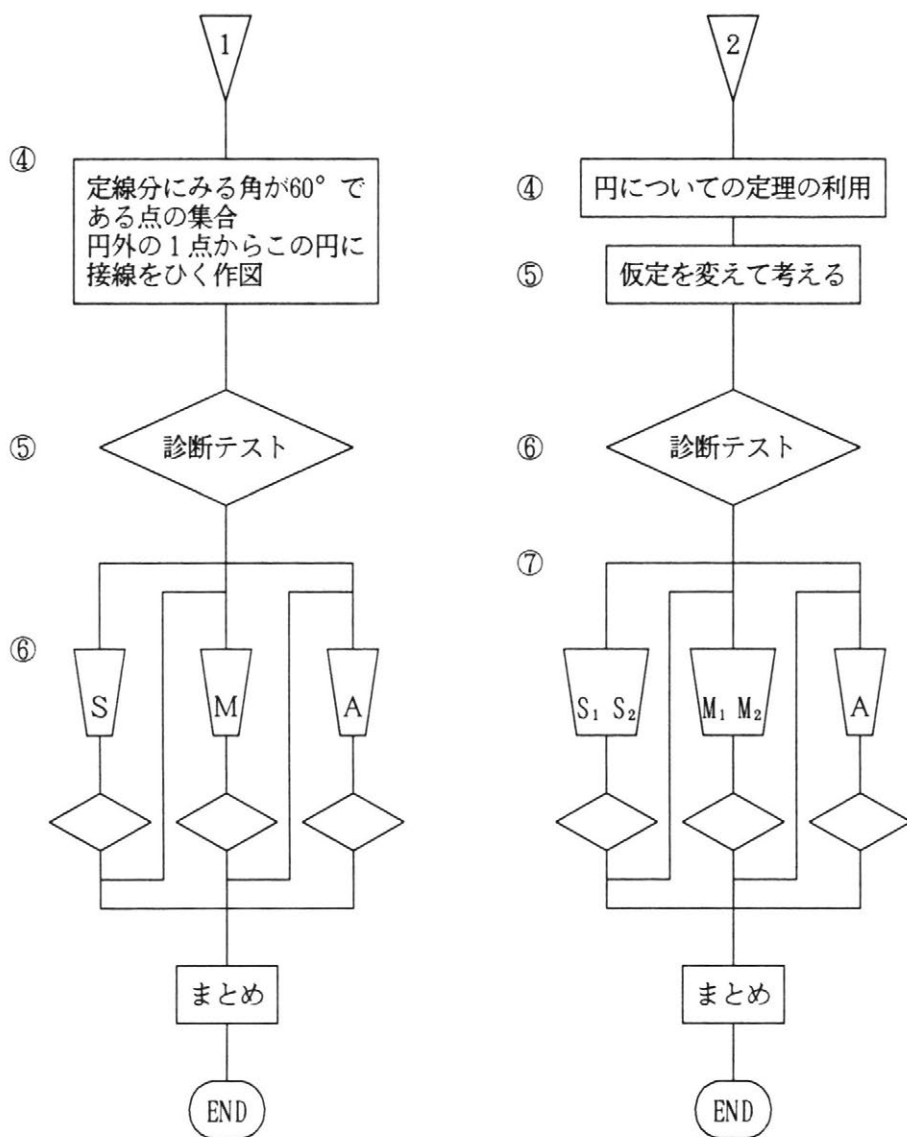 1
④
定線分にみる角が60°で
ある点の集合
円外の1点からこの円に
接線をひく作図
⑤
診断テスト
⑥
S
M
A
まとめ
END
2
④
円についての定理の利用
⑤
仮定を変えて考える
⑥
診断テスト
⑦
S₁ S₂
M₁ M₂
A
まとめ
END